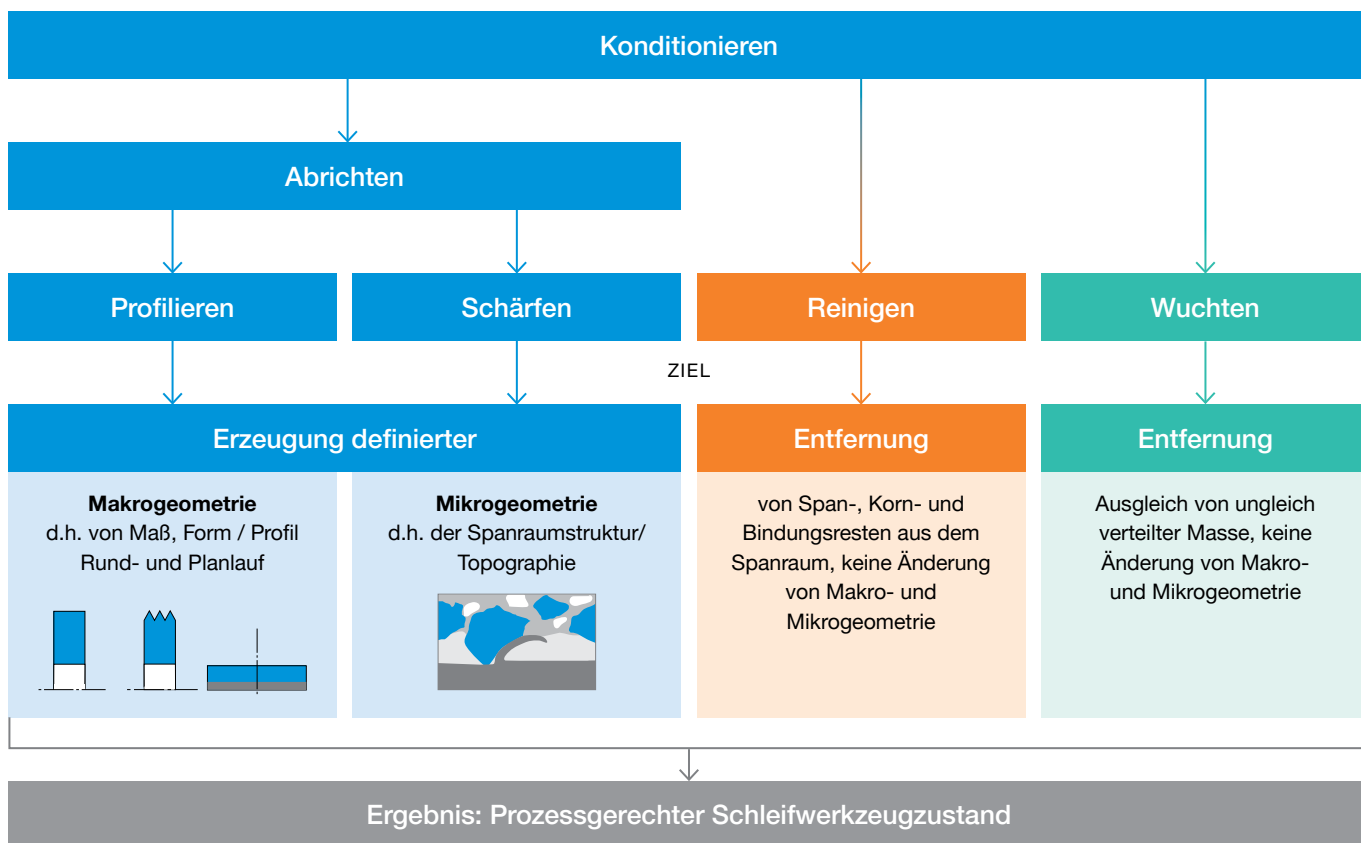 Konditionieren
Abrichten
Profilieren
Schärfen
Reinigen
Wuchten
ZIEL
Erzeugung definierter
Entfernung
Entfernung
Makrogeometrie
d.h. von Maß, Form / Profil
Rund- und Planlauf
Mikrogeometrie
d.h. der Spanraumstruktur/
Topographie
von Span-, Korn- und
Bindungsresten aus dem
Spanraum, keine Änderung
von Makro- und
Mikrogeometrie
Ausgleich von ungleich
verteilter Masse, keine
Änderung von Makro-
und Mikrogeometrie
Ergebnis: Prozessgerechter Schleifwerkzeugzustand